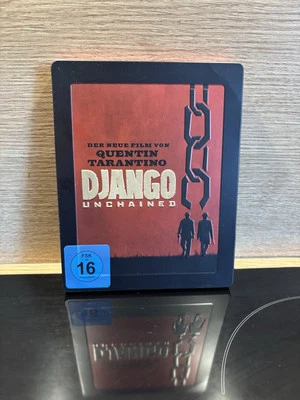 DER NEUE FILM VON
QUENTIN
TARANTINO
DJANGO
UNCHAINED
FSK
16